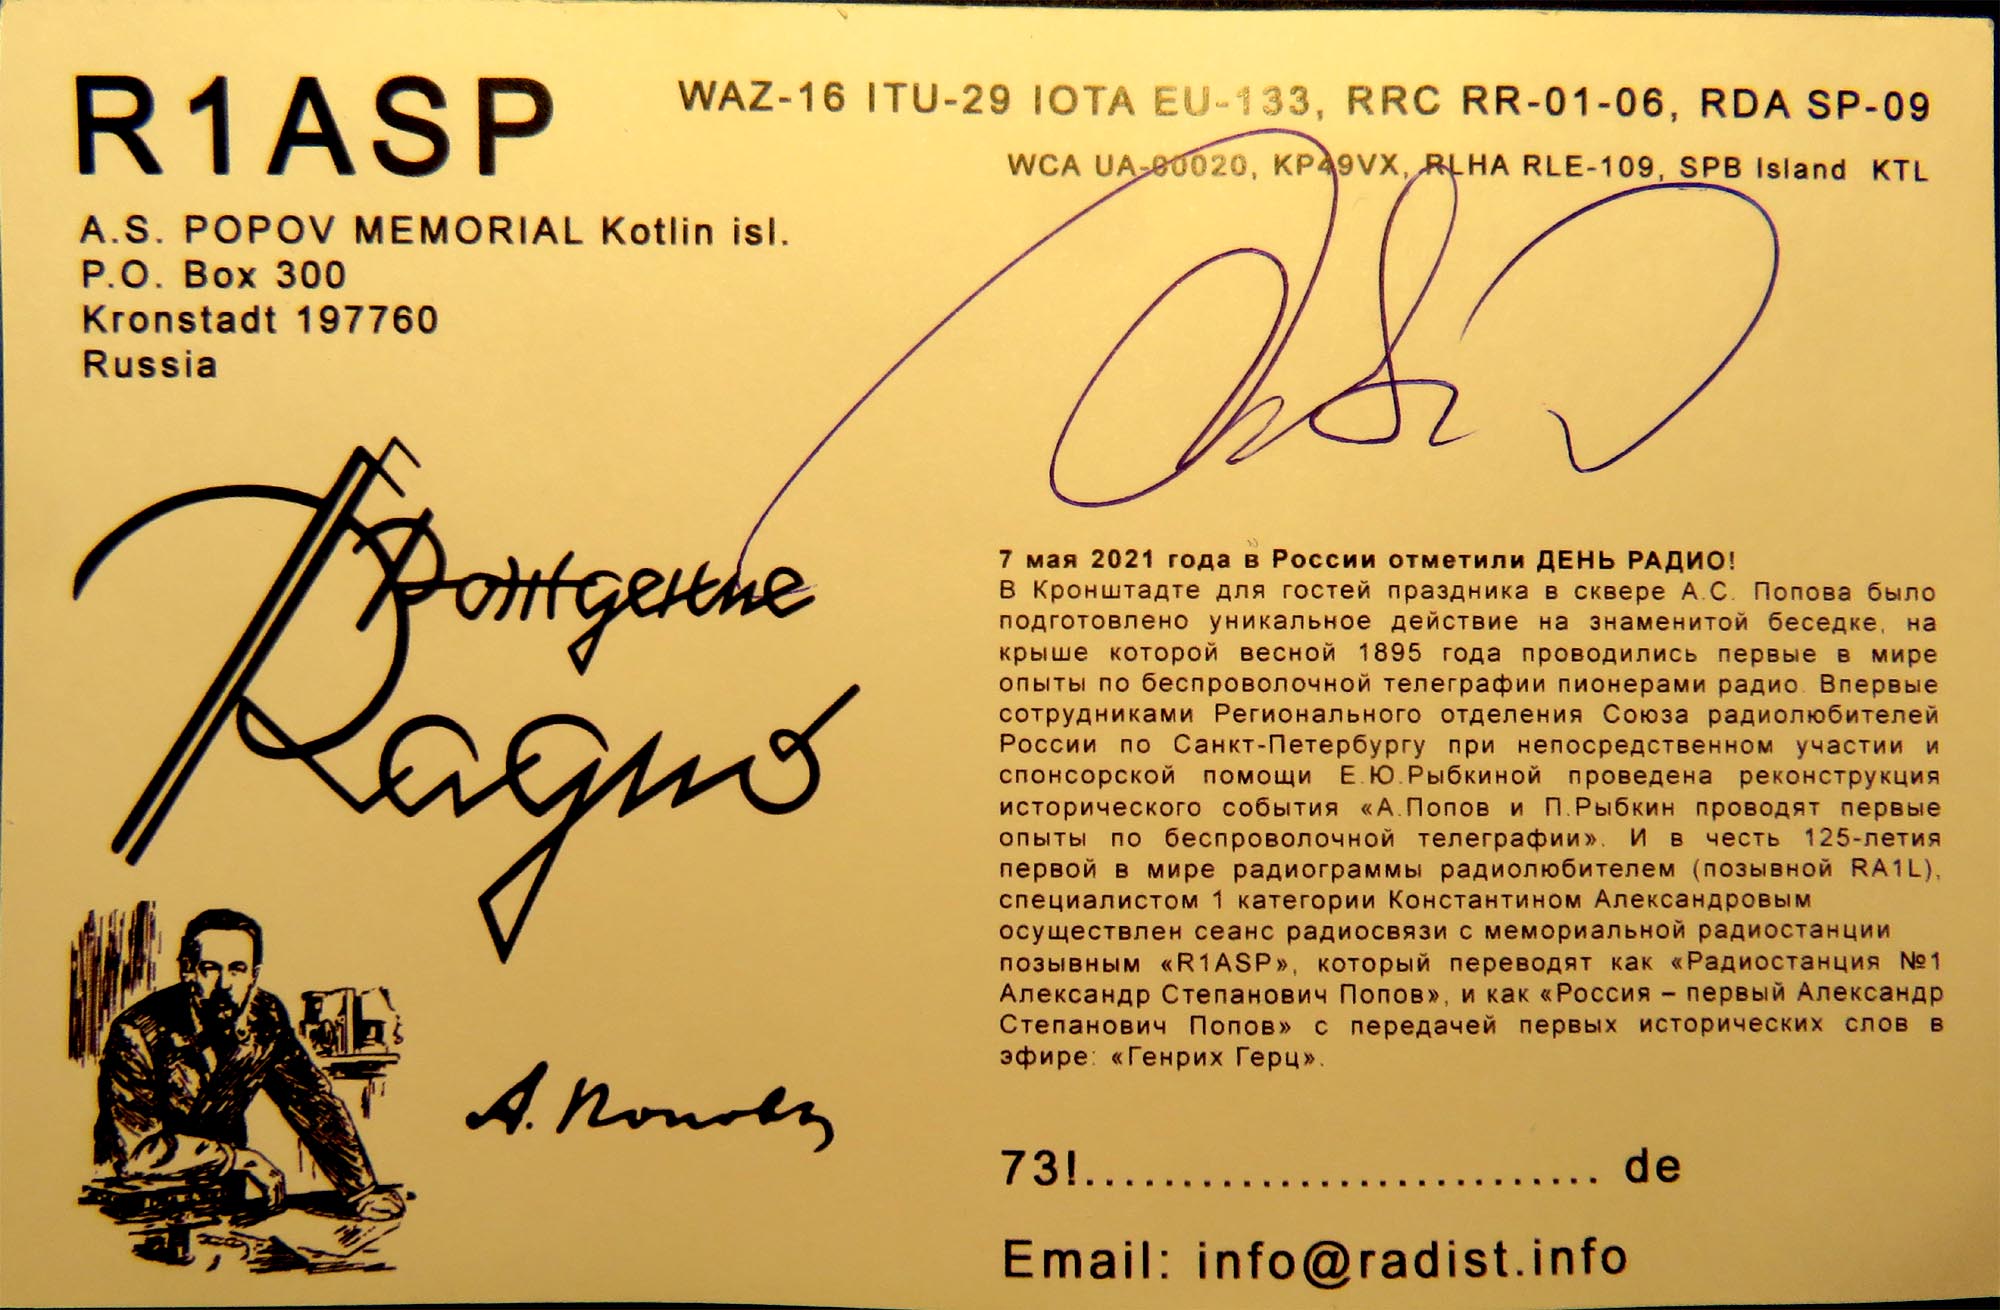 R1ASP
WAZ-16 ITU-29 IOTA EU-133, RRC RR-01-06, RDA SP-09
WCA UA-00020, KP49VX, RLHA RLE-109, SPB Island KTL
A.S. POPOV MEMORIAL Kotlin isl.
P.O. Box 300
Kronstadt 197760
Russia
Рождение
Радио
А. Поповъ
7 мая 2021 года в России отметили ДЕНЬ РАДИО!
В Кронштадте для гостей праздника в сквере А.С. Попова было
подготовлено уникальное действие на знаменитой беседке, на
крыше которой весной 1895 года проводились первые в мире
опыты по беспроволочной телеграфии пионерами радио. Впервые
сотрудниками Регионального отделения Союза радиолюбителей
России по Санкт-Петербургу при непосредственном участии и
спонсорской помощи Е.Ю.Рыбкиной проведена реконструкция
исторического события «А.Попов и П.Рыбкин проводят первые
опыты по беспроволочной телеграфии». И в честь 125-летия
первой в мире радиограммы радиолюбителем (позывной RA1L),
специалистом 1 категории Константином Александровым
осуществлен сеанс радиосвязи с мемориальной радиостанции
позывным «R1ASP», который переводят как «Радиостанция №1
Александр Степанович Попов», и как «Россия – первый Александр
Степанович Попов» с передачей первых исторических слов в
эфире: «Генрих Герц».
73!........................... de
Email: info@radist.info